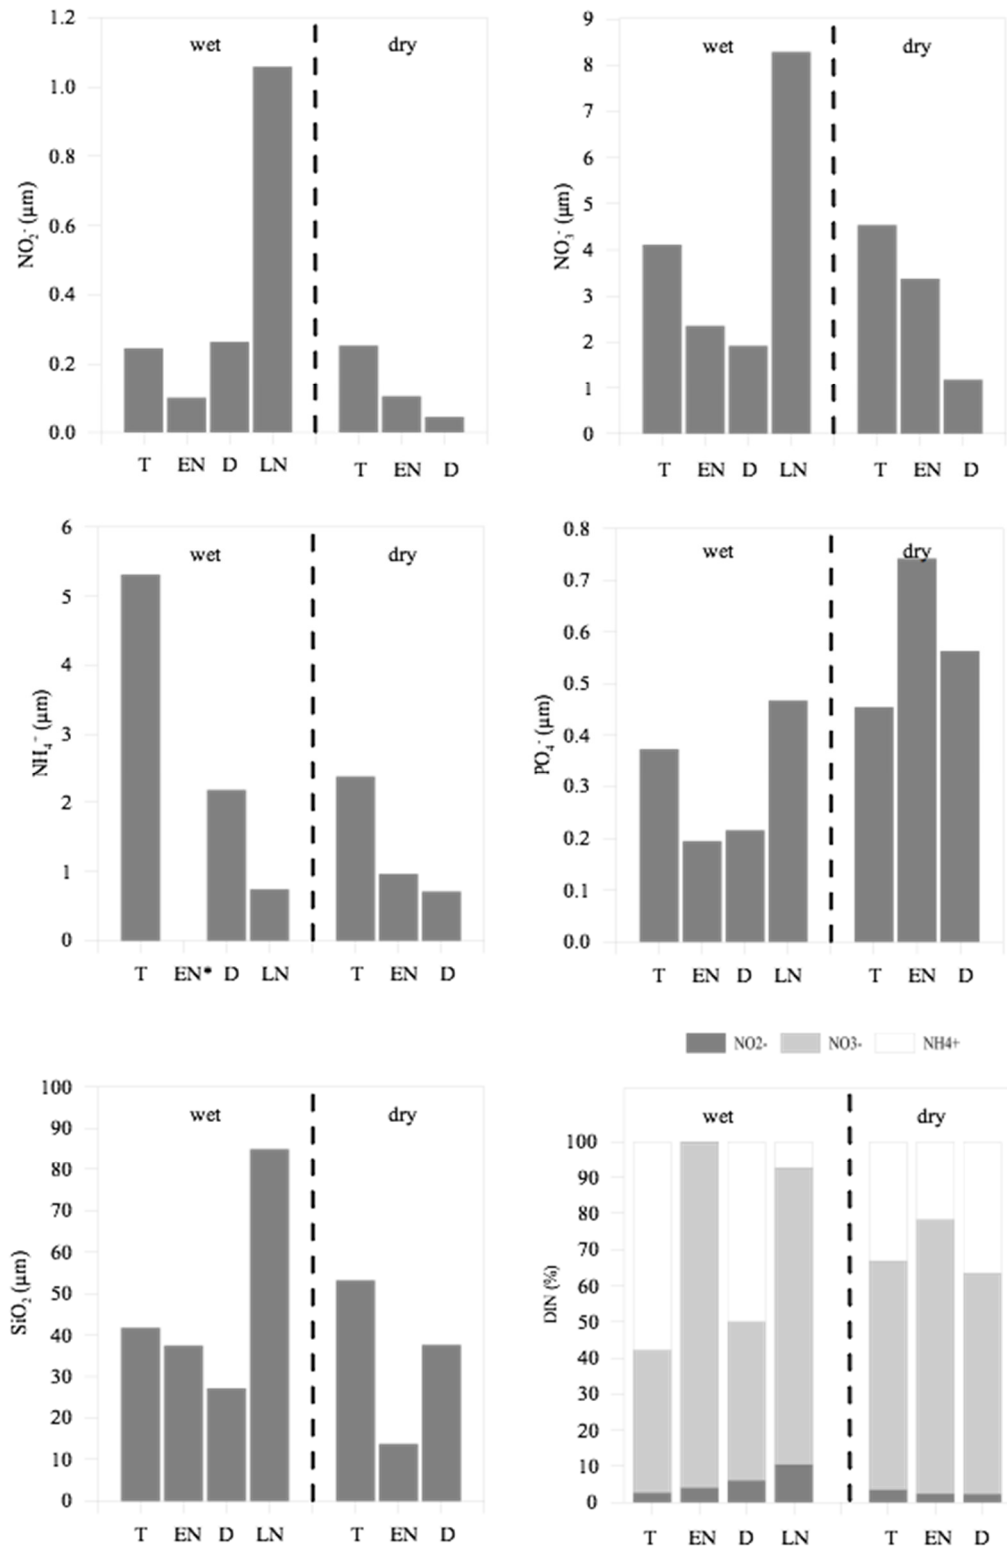 1.2
1.0
0.8
0.6
0.4
0.2
0.0
NO₂⁻ (μm)
wet
dry
T EN D LN T EN D
9
8
7
6
5
4
3
2
1
0
NO₃⁻ (μm)
wet
dry
T EN D LN T EN D
6
5
4
3
2
1
0
NH₄⁻ (μm)
wet
dry
T EN* D LN T EN D
0.8
0.7
0.6
0.5
0.4
0.3
0.2
0.1
0.0
PO₄⁻ (μm)
wet
dry
T EN D LN T EN D
100
90
80
70
60
50
40
30
20
10
0
SiO₂ (μm)
wet
dry
T EN D LN T EN D
NO2- NO3- NH4+
100
90
80
70
60
50
40
30
20
10
0
DIN (%)
wet
dry
T EN D LN T EN D